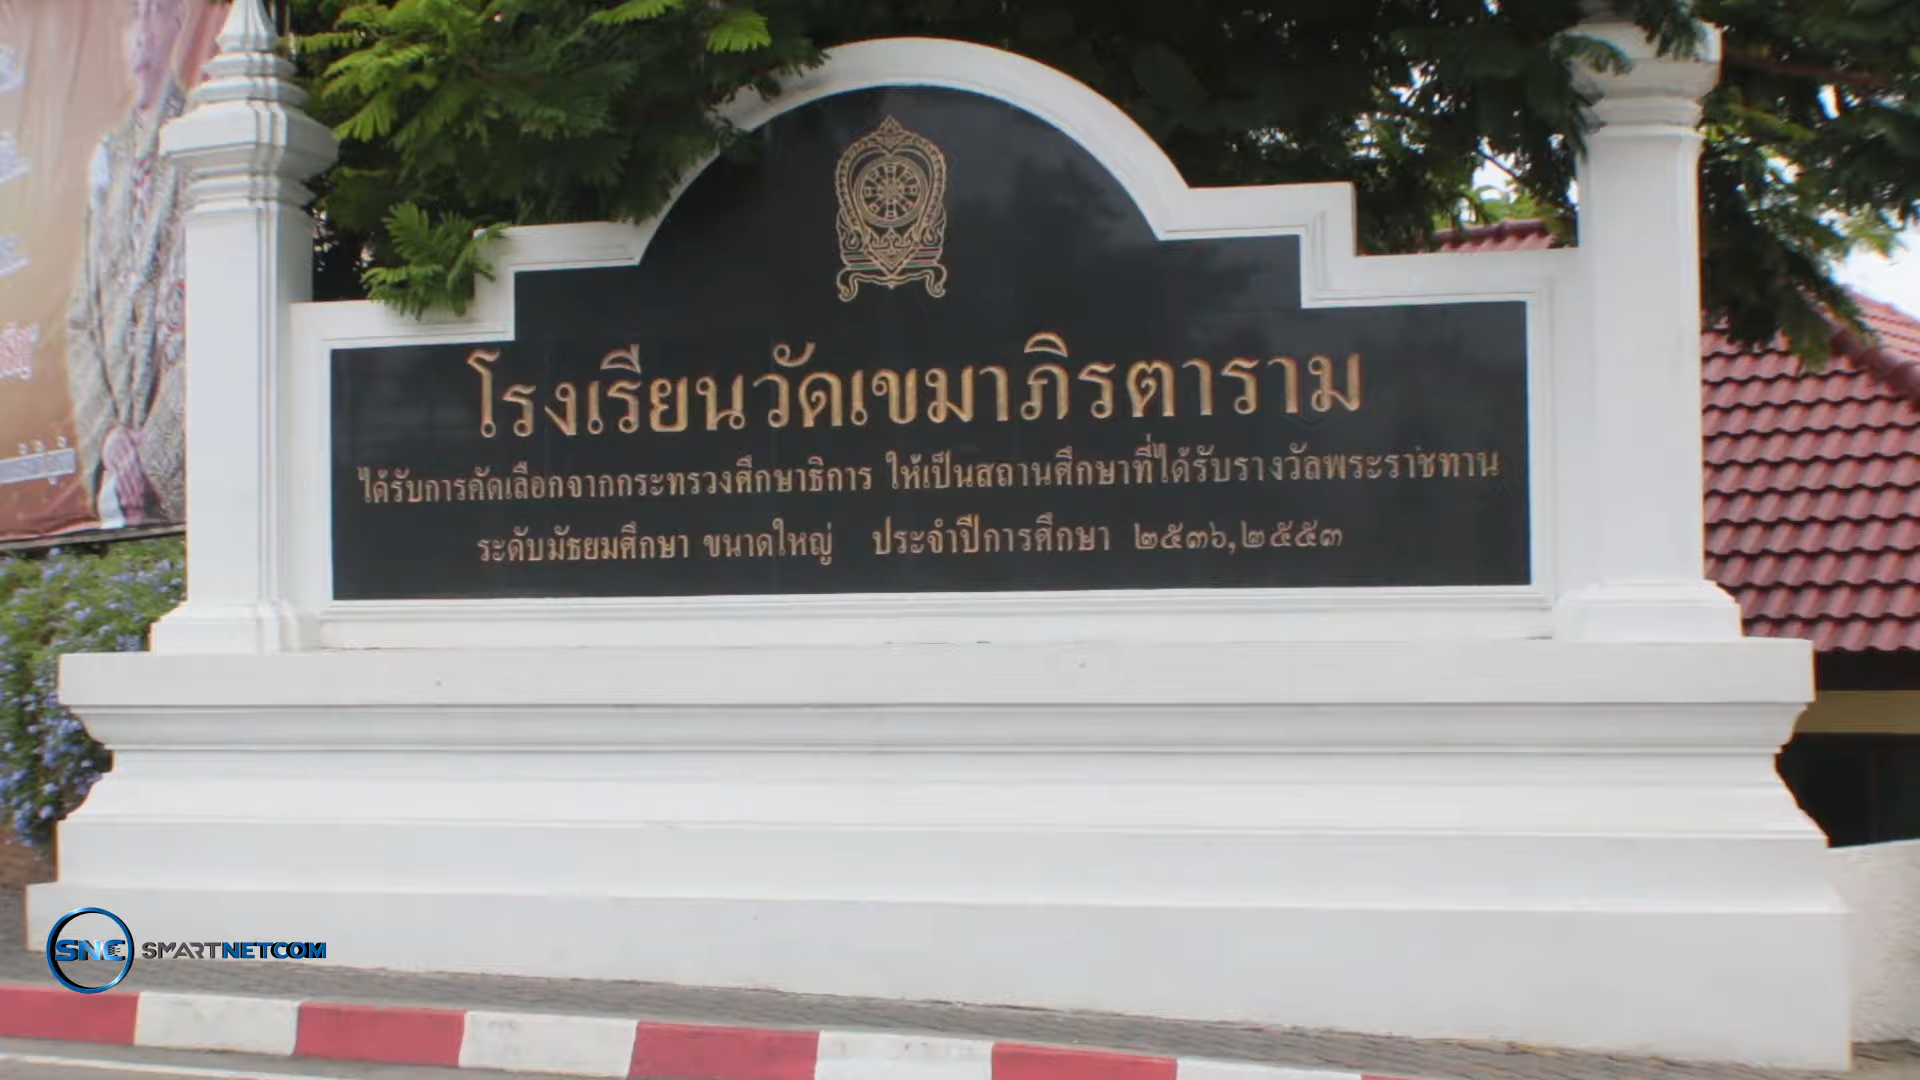 โรงเรียนวัดเขมาภิรตาราม
ได้รับการคัดเลือกจากกระทรวงศึกษาธิการ ให้เป็นสถานศึกษาที่ได้รับรางวัลพระราชทาน
ระดับมัธยมศึกษา ขนาดใหญ่ ประจำปีการศึกษา ๒๕๓๖,๒๕๕๓
SNC SMARTNETCOM